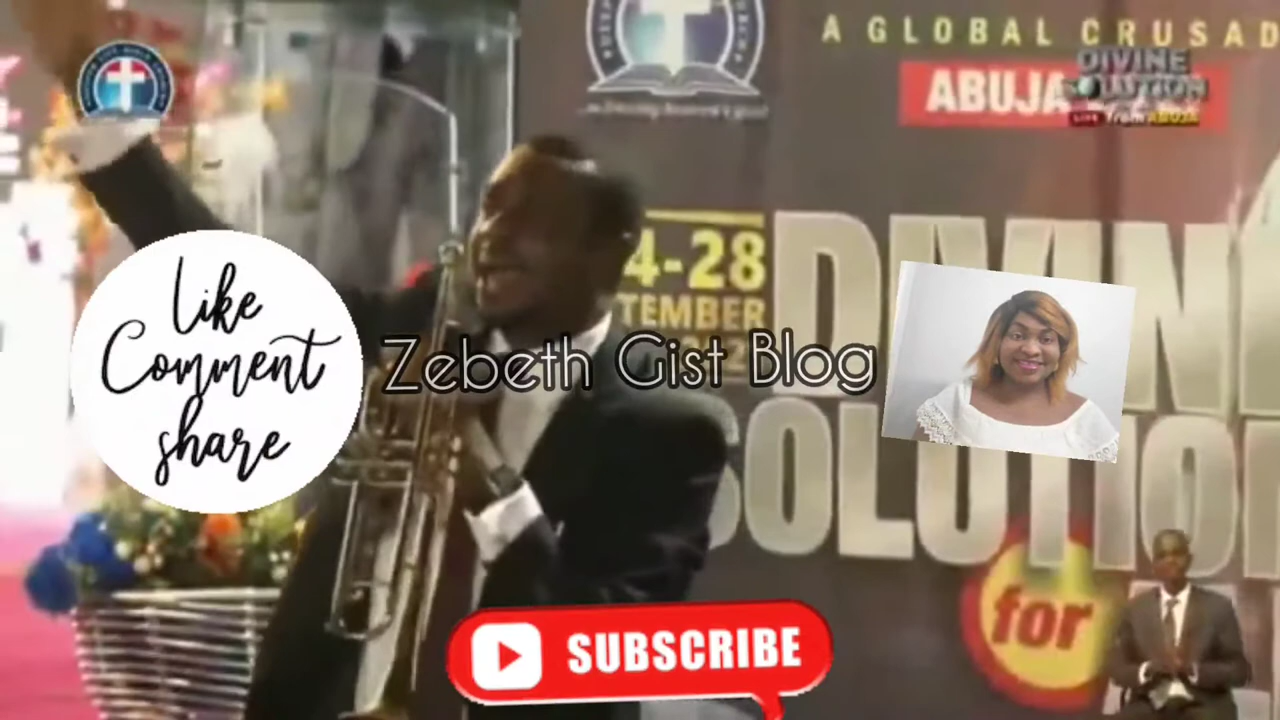 A GLOBAL CRUSAD
ABUJA
DIVINE
SOLUTION
LIVE from ABUJA
4-28
TEMBER
DIVIN
SOLUTIO
for
Like
Comment
share
Zebeth Gist Blog
SUBSCRIBE